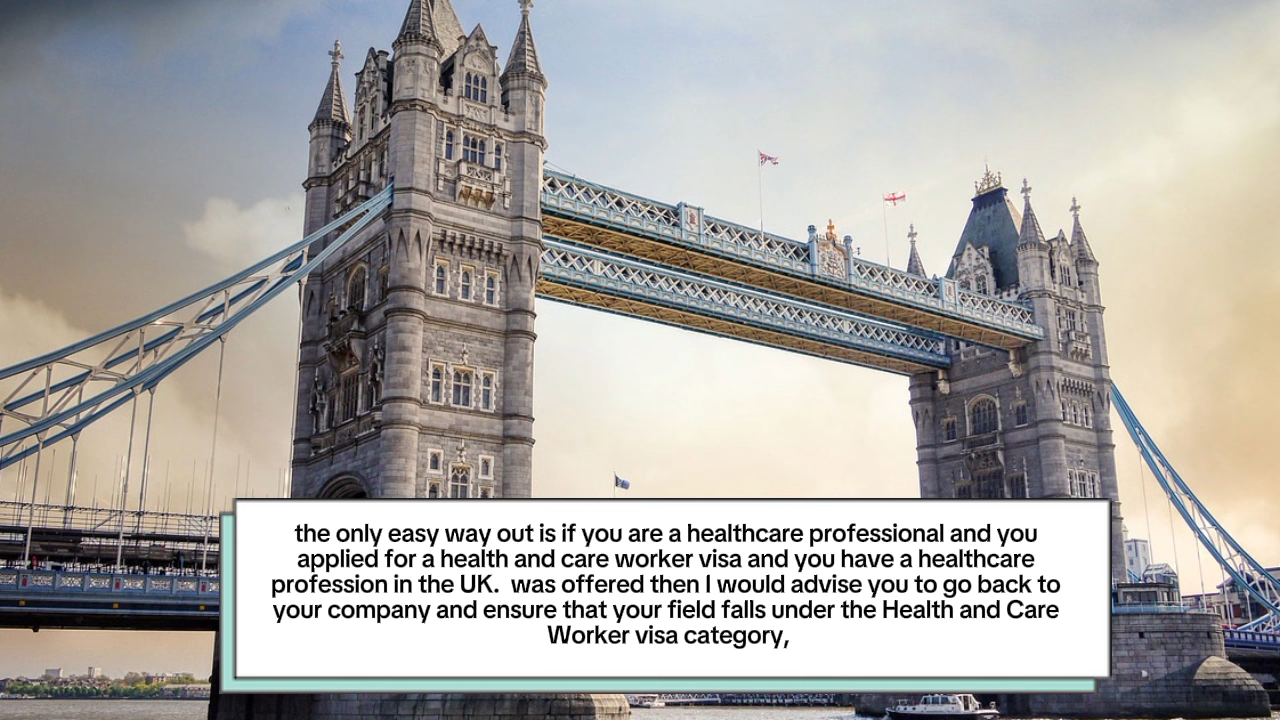 the only easy way out is if you are a healthcare professional and you
applied for a health and care worker visa and you have a healthcare
profession in the UK.  was offered then I would advise you to go back to
your company and ensure that your field falls under the Health and Care
Worker visa category,